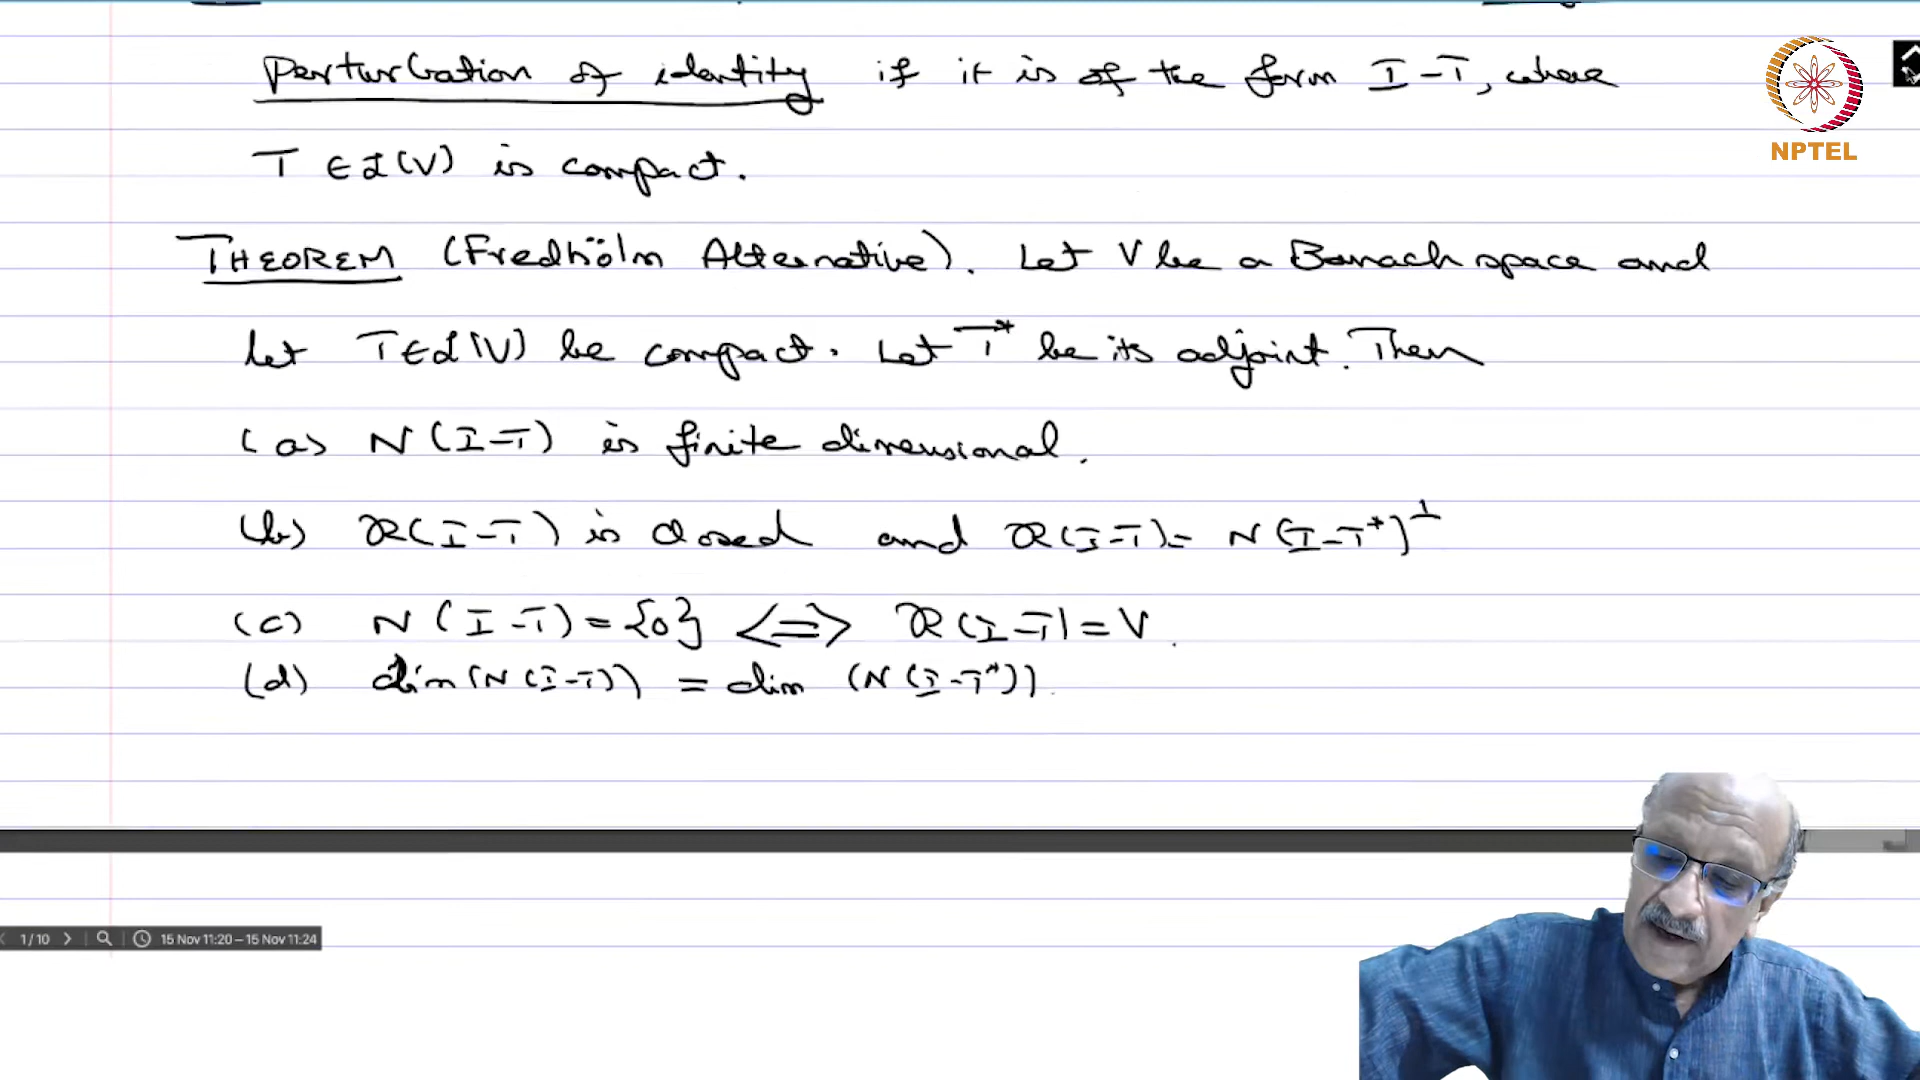 Perturbation of identity if it is of the form I-T, where
NPTEL
T ∈ L(V) is compact.
THEOREM (Fredhölm Alternative). Let V be a Banach space and
let T ∈ L(V) be compact. Let T* be its adjoint. Then
(a) N(I-T) is finite dimensional.
(b) R(I-T) is closed and R(I-T) = N(I-T*)^⊥
(c) N(I-T) = {0} <=> R(I-T) = V.
(d) dim(N(I-T)) = dim (N(I-T*)).
1/10 15 Nov 11:20 – 15 Nov 11:24